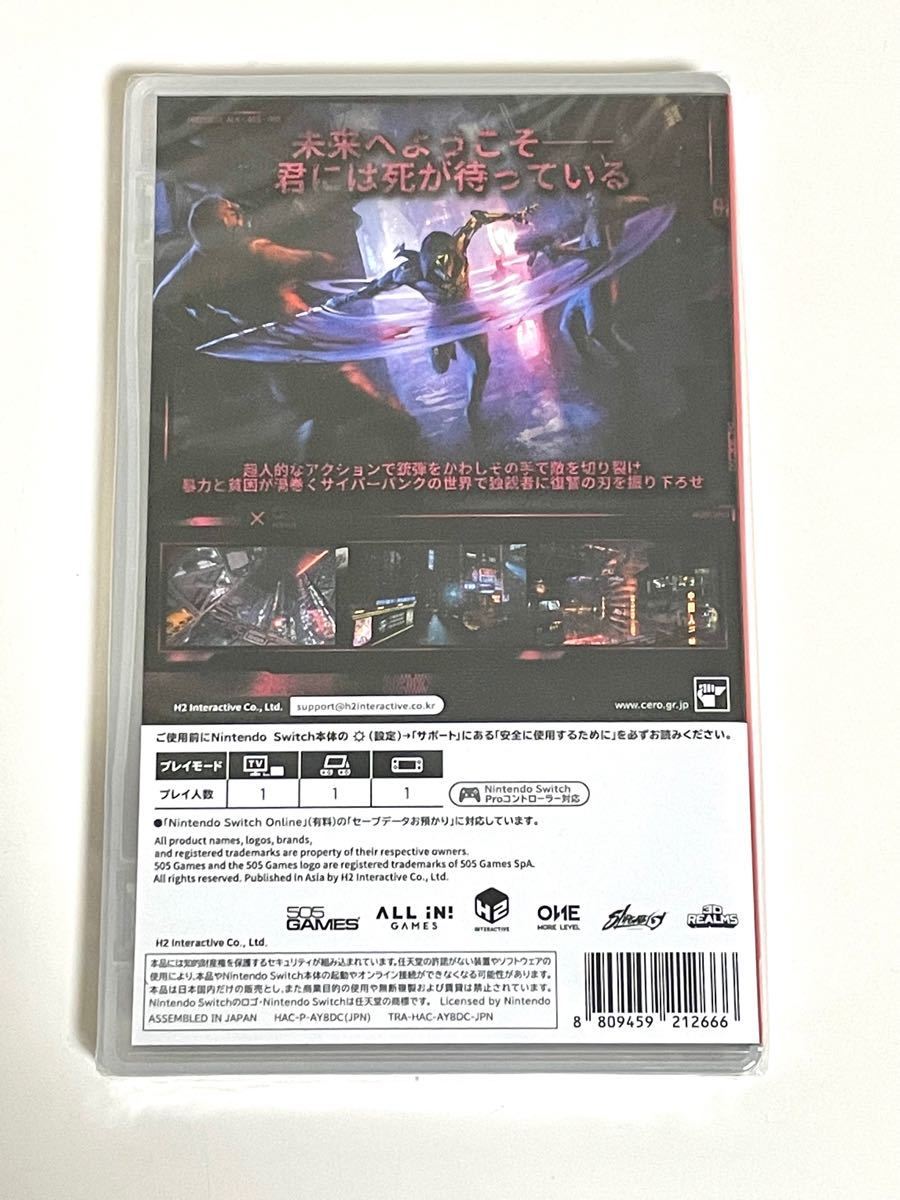 未来へようこそ――
君には死が待っている
超人的なアクションで銃弾をかわしその手で敵を切り裂け
暴力と貧困が渦巻くサイバーパンクの世界で独裁者に復讐の刃を振り下ろせ
H2 Interactive Co., Ltd. support@h2interactive.co.kr www.cero.gr.jp
ご使用前にNintendo Switch本体の(設定)→「サポート」にある「安全に使用するために」を必ずお読みください。
プレイモード TV
プレイ人数 1 1 1
Nintendo Switch
Proコントローラー対応
●「Nintendo Switch Online」(有料)の「セーブデータお預かり」に対応しています。
All product names, logos, brands,
and registered trademarks are property of their respective owners.
505 Games and the 505 Games logo are registered trademarks of 505 Games SpA.
All rights reserved. Published in Asia by H2 Interactive Co., Ltd.
505 GAMES
ALL iN! GAMES
H2 INTERACTIVE
ONE MORE LEVEL
SLIPGATE
3D REALMS
H2 Interactive Co., Ltd.
本品には知的財産権を保護するセキュリティが組み込まれています。任天堂の許諾がない装置やソフトウェアの
使用により、本品やNintendo Switch本体の起動やオンライン接続ができなくなる可能性があります。
本品は日本国内だけの販売とし、また商業目的の使用や無断複製および賃貸は禁止します。
Nintendo Switchのロゴ・Nintendo Switchは任天堂の商標です。 Licensed by Nintendo
ASSEMBLED IN JAPAN HAC-P-AY8DC(JPN) TRA-HAC-AY8DC-JPN
8 809459 212666